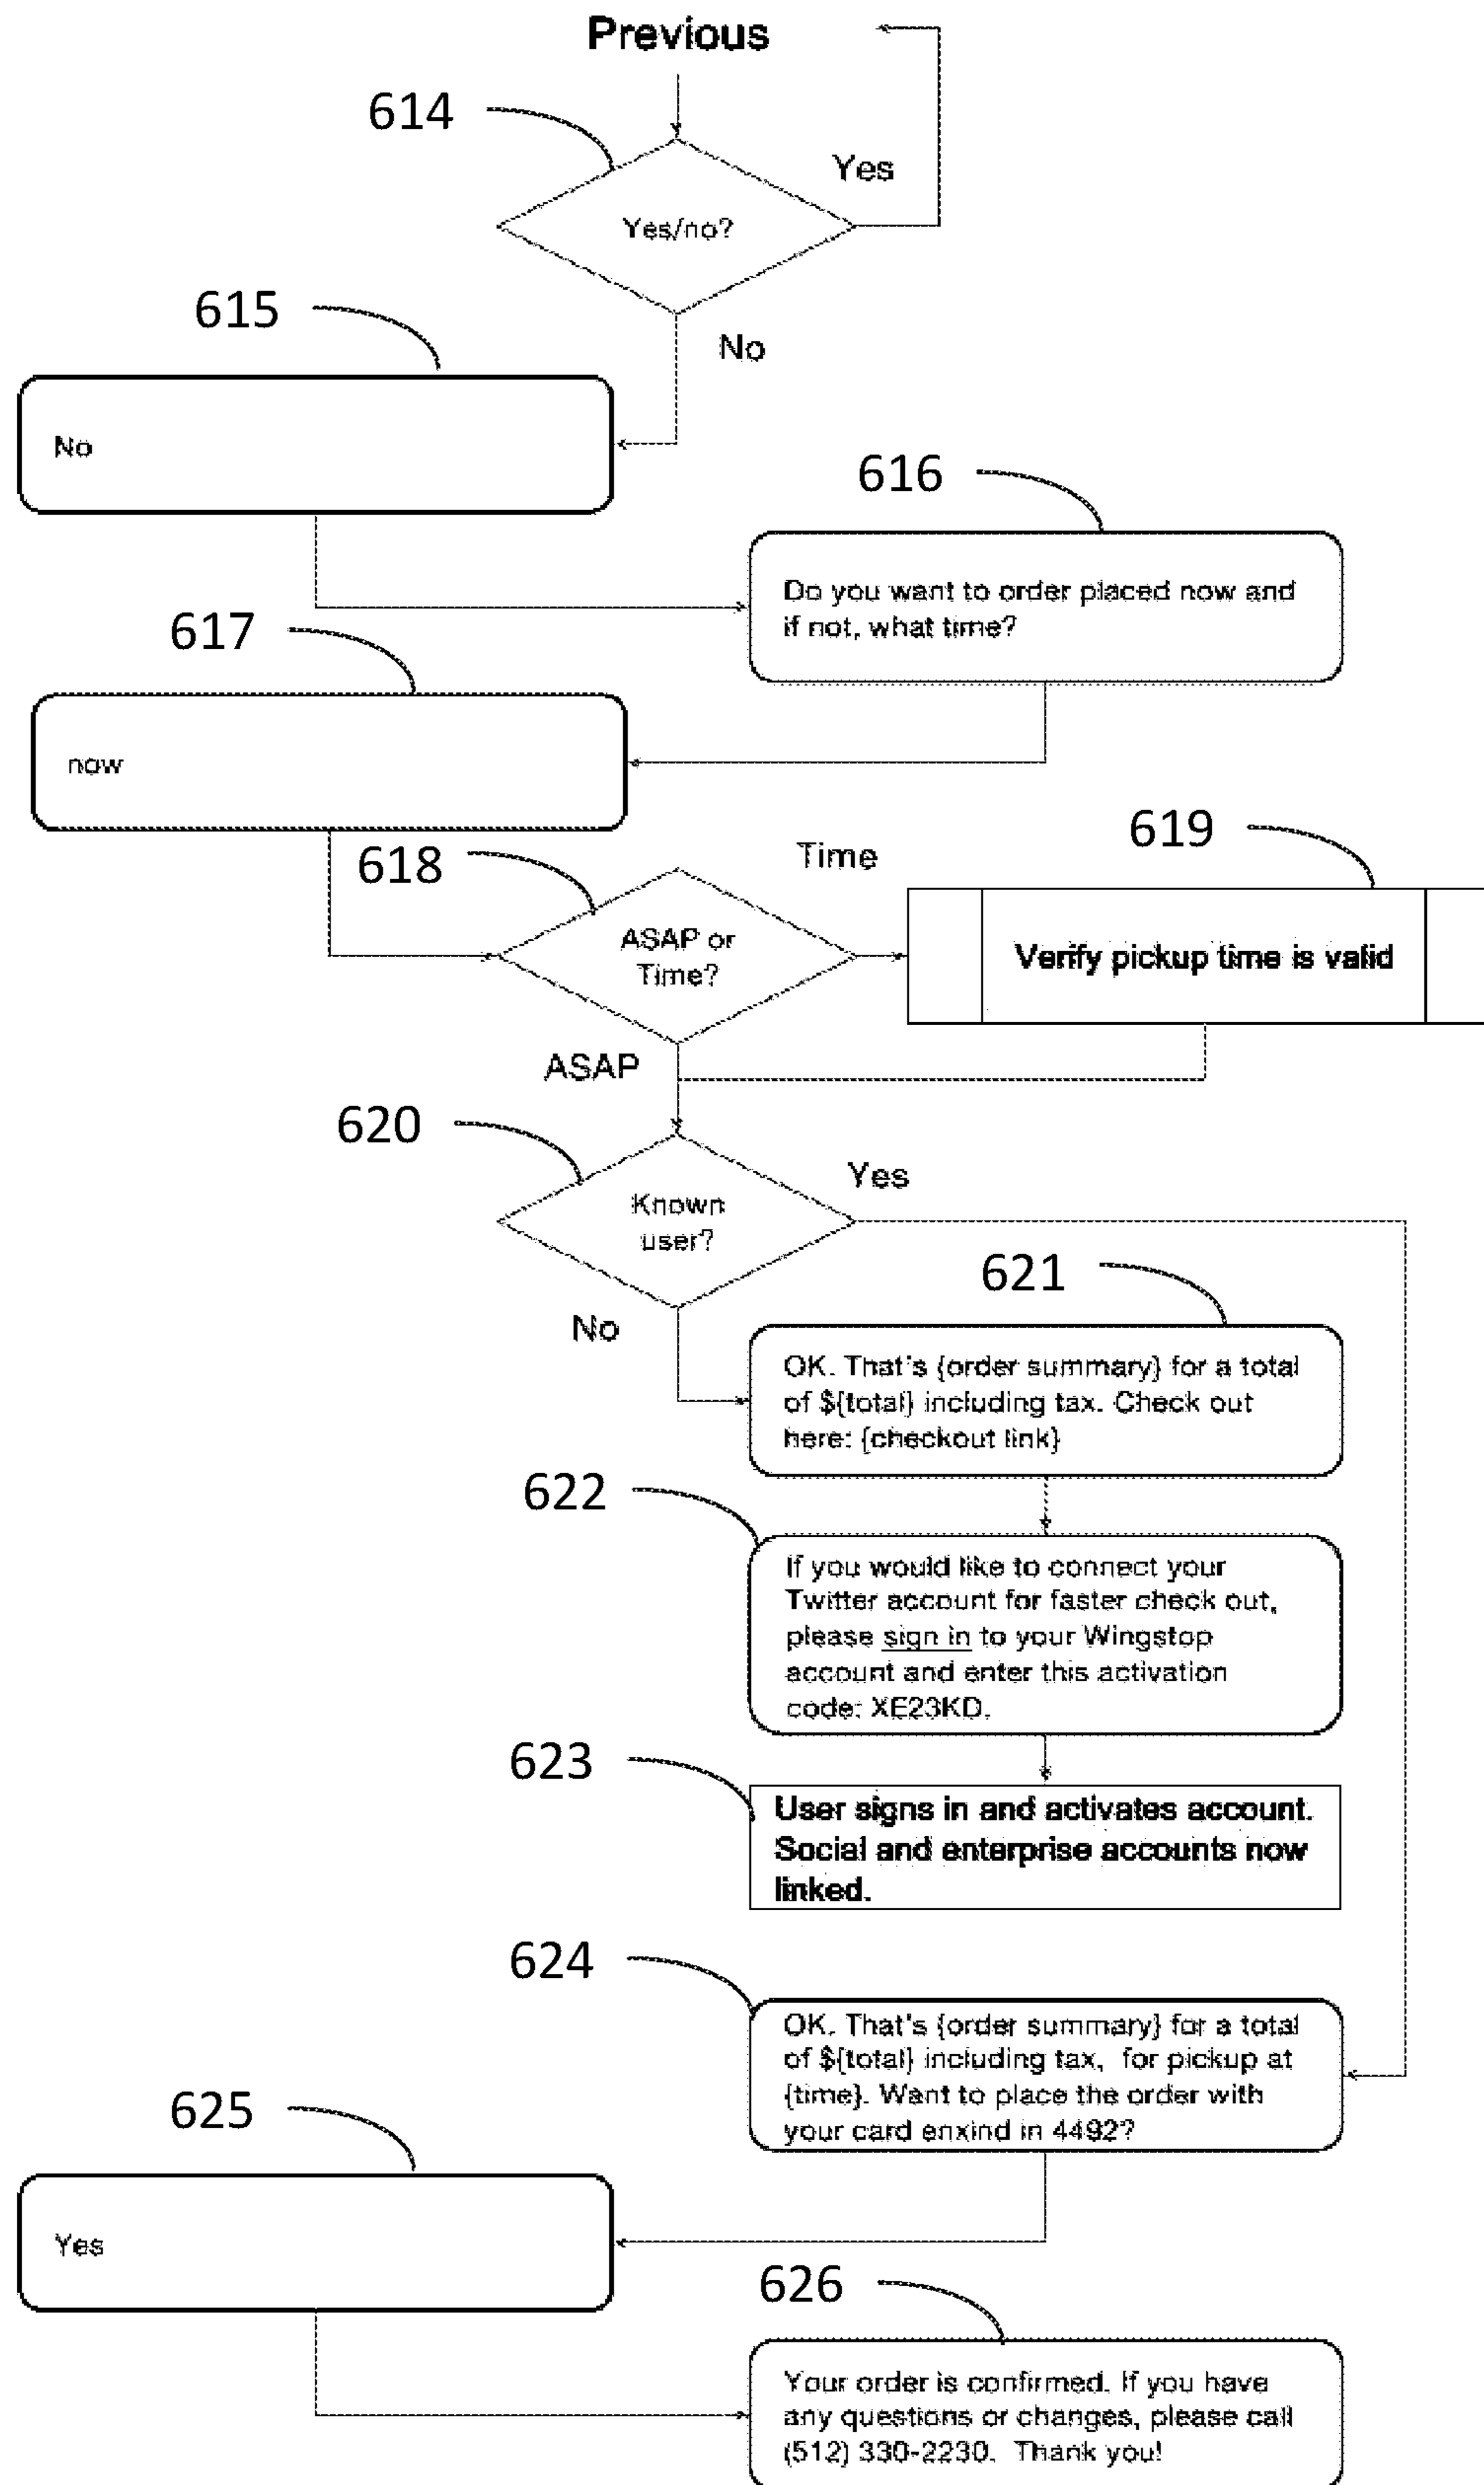 Previous
614
Yes
Yes/no?
615
No
No
616
Do you want to order placed now and
if not, what time?
617
now
618
Time
619
ASAP or
Time?
Verify pickup time is valid
ASAP
620
Yes
Known
user?
621
No
OK. That's {order summary} for a total
of ${total} including tax. Check out
here: {checkout link}
622
If you would like to connect your
Twitter account for faster check out,
please sign in to your Wingstop
account and enter this activation
code: XE23KD.
623
User signs in and activates account.
Social and enterprise accounts now
linked.
624
OK. That's {order summary} for a total
of ${total} including tax, for pickup at
{time}. Want to place the order with
your card enxind in 4492?
625
Yes
626
Your order is confirmed. If you have
any questions or changes, please call
(512) 330-2230. Thank you!